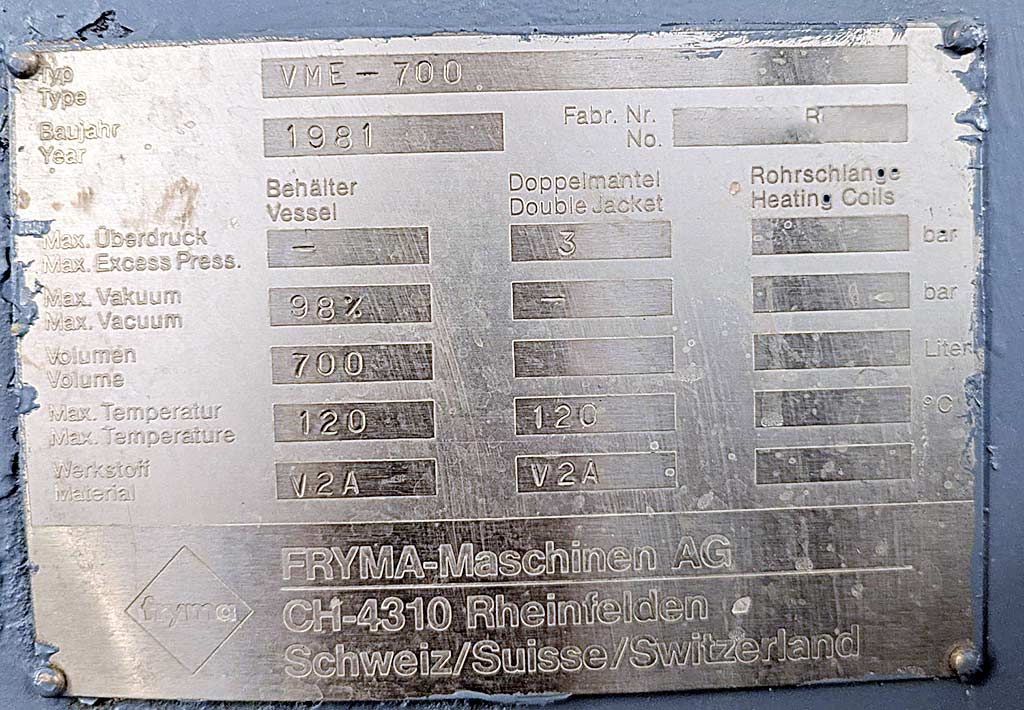 Typ VME-700
Type
Baujahr 1981 Fabr. Nr.
Year No.
Behälter Doppelmantel Rohrschlange
Vessel Double Jacket Heating Coils
Max. Überdruck - 3 bar
Max. Excess Press.
Max. Vakuum 98% - bar
Max. Vacuum
Volumen 700 Liter
Volume
Max. Temperatur 120 120 °C
Max. Temperature
Werkstoff V2A V2A
Material
FRYMA-Maschinen AG
fryma
CH-4310 Rheinfelden
Schweiz/Suisse/Switzerland